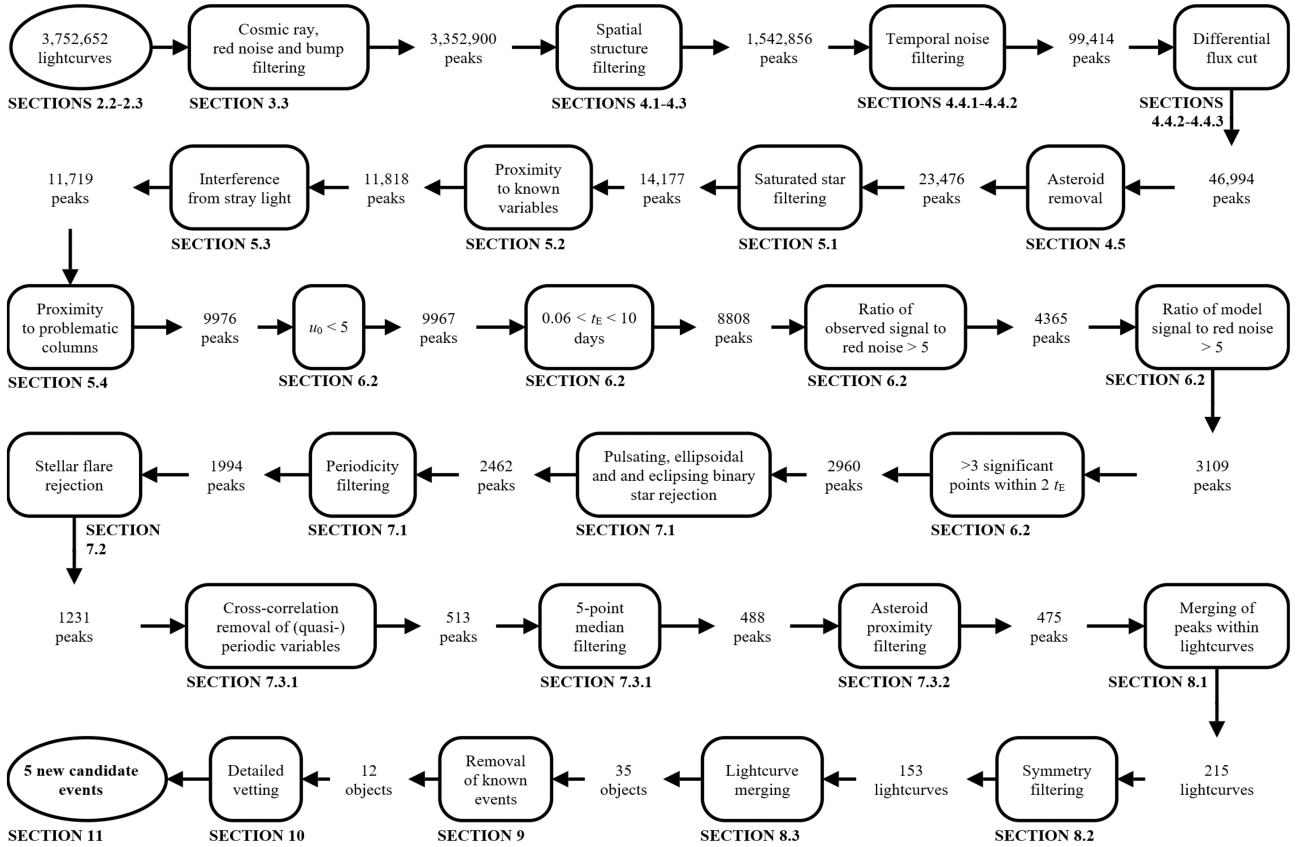 3,752,652
lightcurves
SECTIONS 2.2-2.3
Cosmic ray,
red noise and bump
filtering
SECTION 3.3
3,352,900
peaks
Spatial
structure
filtering
SECTIONS 4.1-4.3
1,542,856
peaks
Temporal noise
filtering
SECTIONS 4.4.1-4.4.2
99,414
peaks
Differential
flux cut
SECTIONS
4.4.2-4.4.3
46,994
peaks
Asteroid
removal
SECTION 4.5
23,476
peaks
Saturated star
filtering
SECTION 5.1
14,177
peaks
Proximity
to known
variables
SECTION 5.2
11,818
peaks
Interference
from stray light
SECTION 5.3
11,719
peaks
Proximity
to problematic
columns
SECTION 5.4
9976
peaks
u₀ < 5
SECTION 6.2
9967
peaks
0.06 < tE < 10
days
SECTION 6.2
8808
peaks
Ratio of
observed signal to
red noise > 5
SECTION 6.2
4365
peaks
Ratio of model
signal to red noise
> 5
SECTION 6.2
3109
peaks
>3 significant
points within 2 tE
SECTION 6.2
2960
peaks
Pulsating, ellipsoidal
and and eclipsing binary
star rejection
SECTION 7.1
2462
peaks
Periodicity
filtering
SECTION 7.1
1994
peaks
Stellar flare
rejection
SECTION
7.2
1231
peaks
Cross-correlation
removal of (quasi-)
periodic variables
SECTION 7.3.1
513
peaks
5-point
median
filtering
SECTION 7.3.1
488
peaks
Asteroid
proximity
filtering
SECTION 7.3.2
475
peaks
Merging of
peaks within
lightcurves
SECTION 8.1
215
lightcurves
Symmetry
filtering
SECTION 8.2
153
lightcurves
Lightcurve
merging
SECTION 8.3
35
objects
Removal
of known
events
SECTION 9
12
objects
Detailed
vetting
SECTION 10
5 new candidate
events
SECTION 11